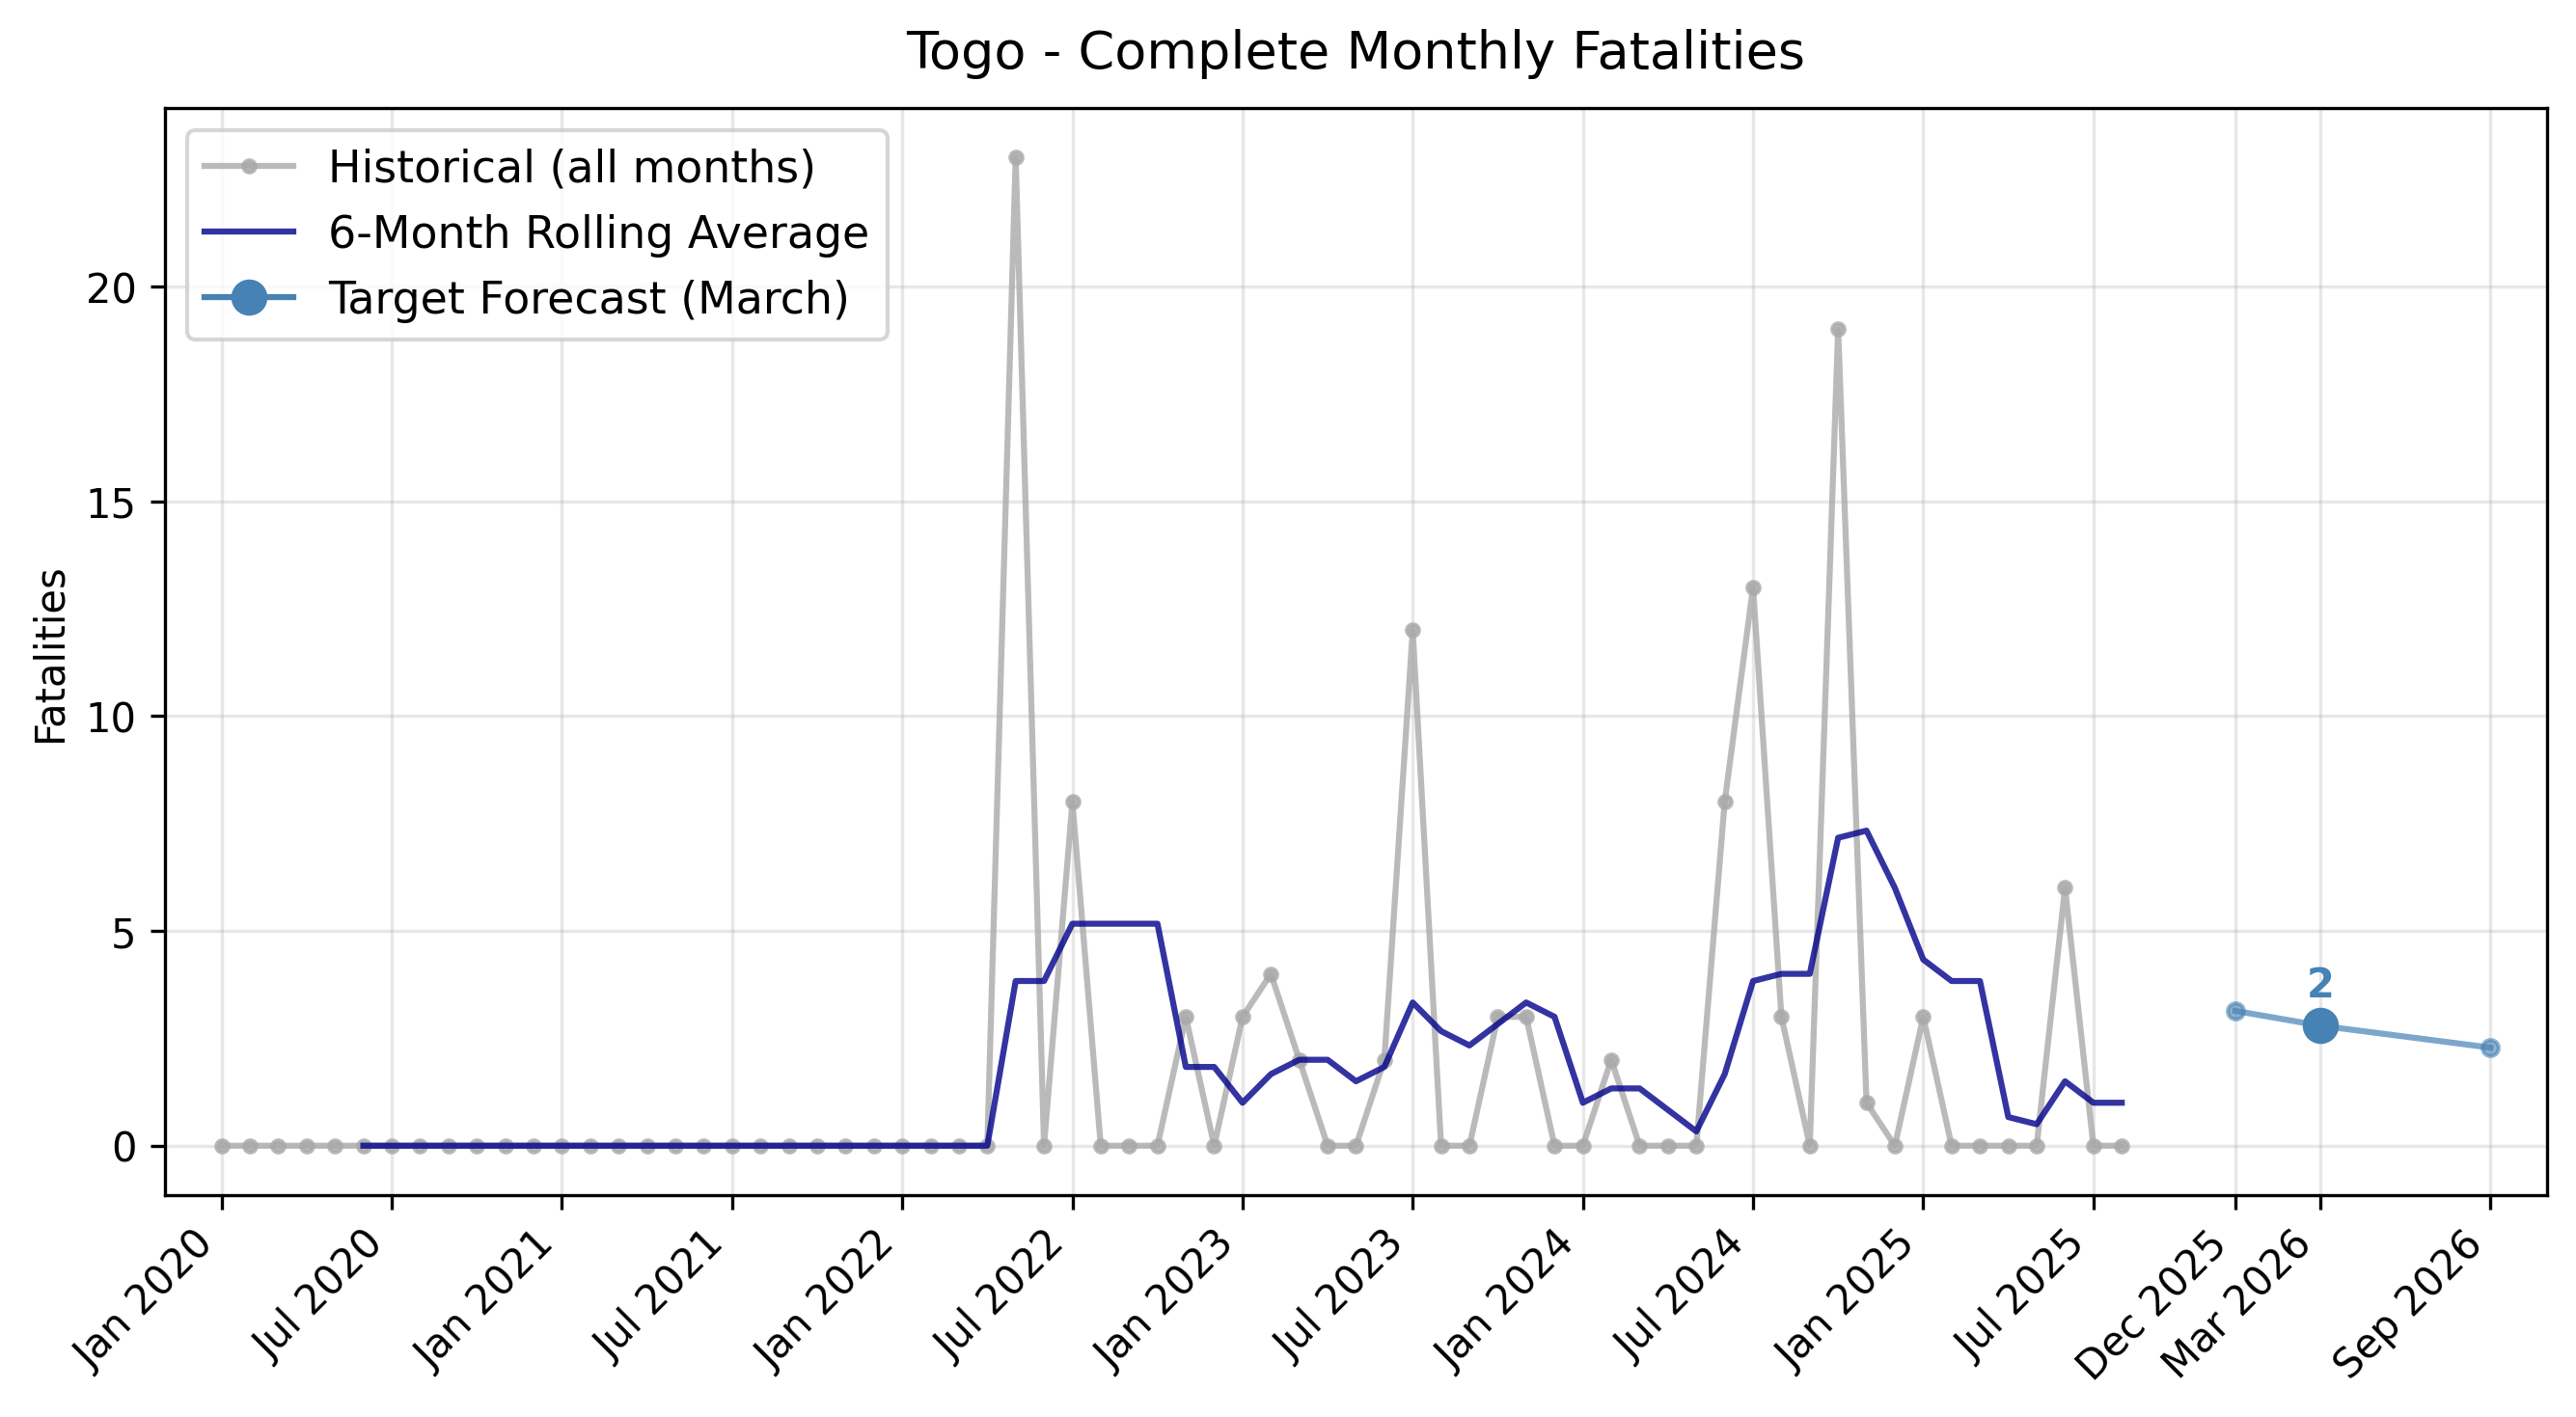 Togo - Complete Monthly Fatalities
Historical (all months)
6-Month Rolling Average
Target Forecast (March)
Fatalities
20
15
10
5
0
2
Jan 2020
Jul 2020
Jan 2021
Jul 2021
Jan 2022
Jul 2022
Jan 2023
Jul 2023
Jan 2024
Jul 2024
Jan 2025
Jul 2025
Dec 2025
Mar 2026
Sep 2026